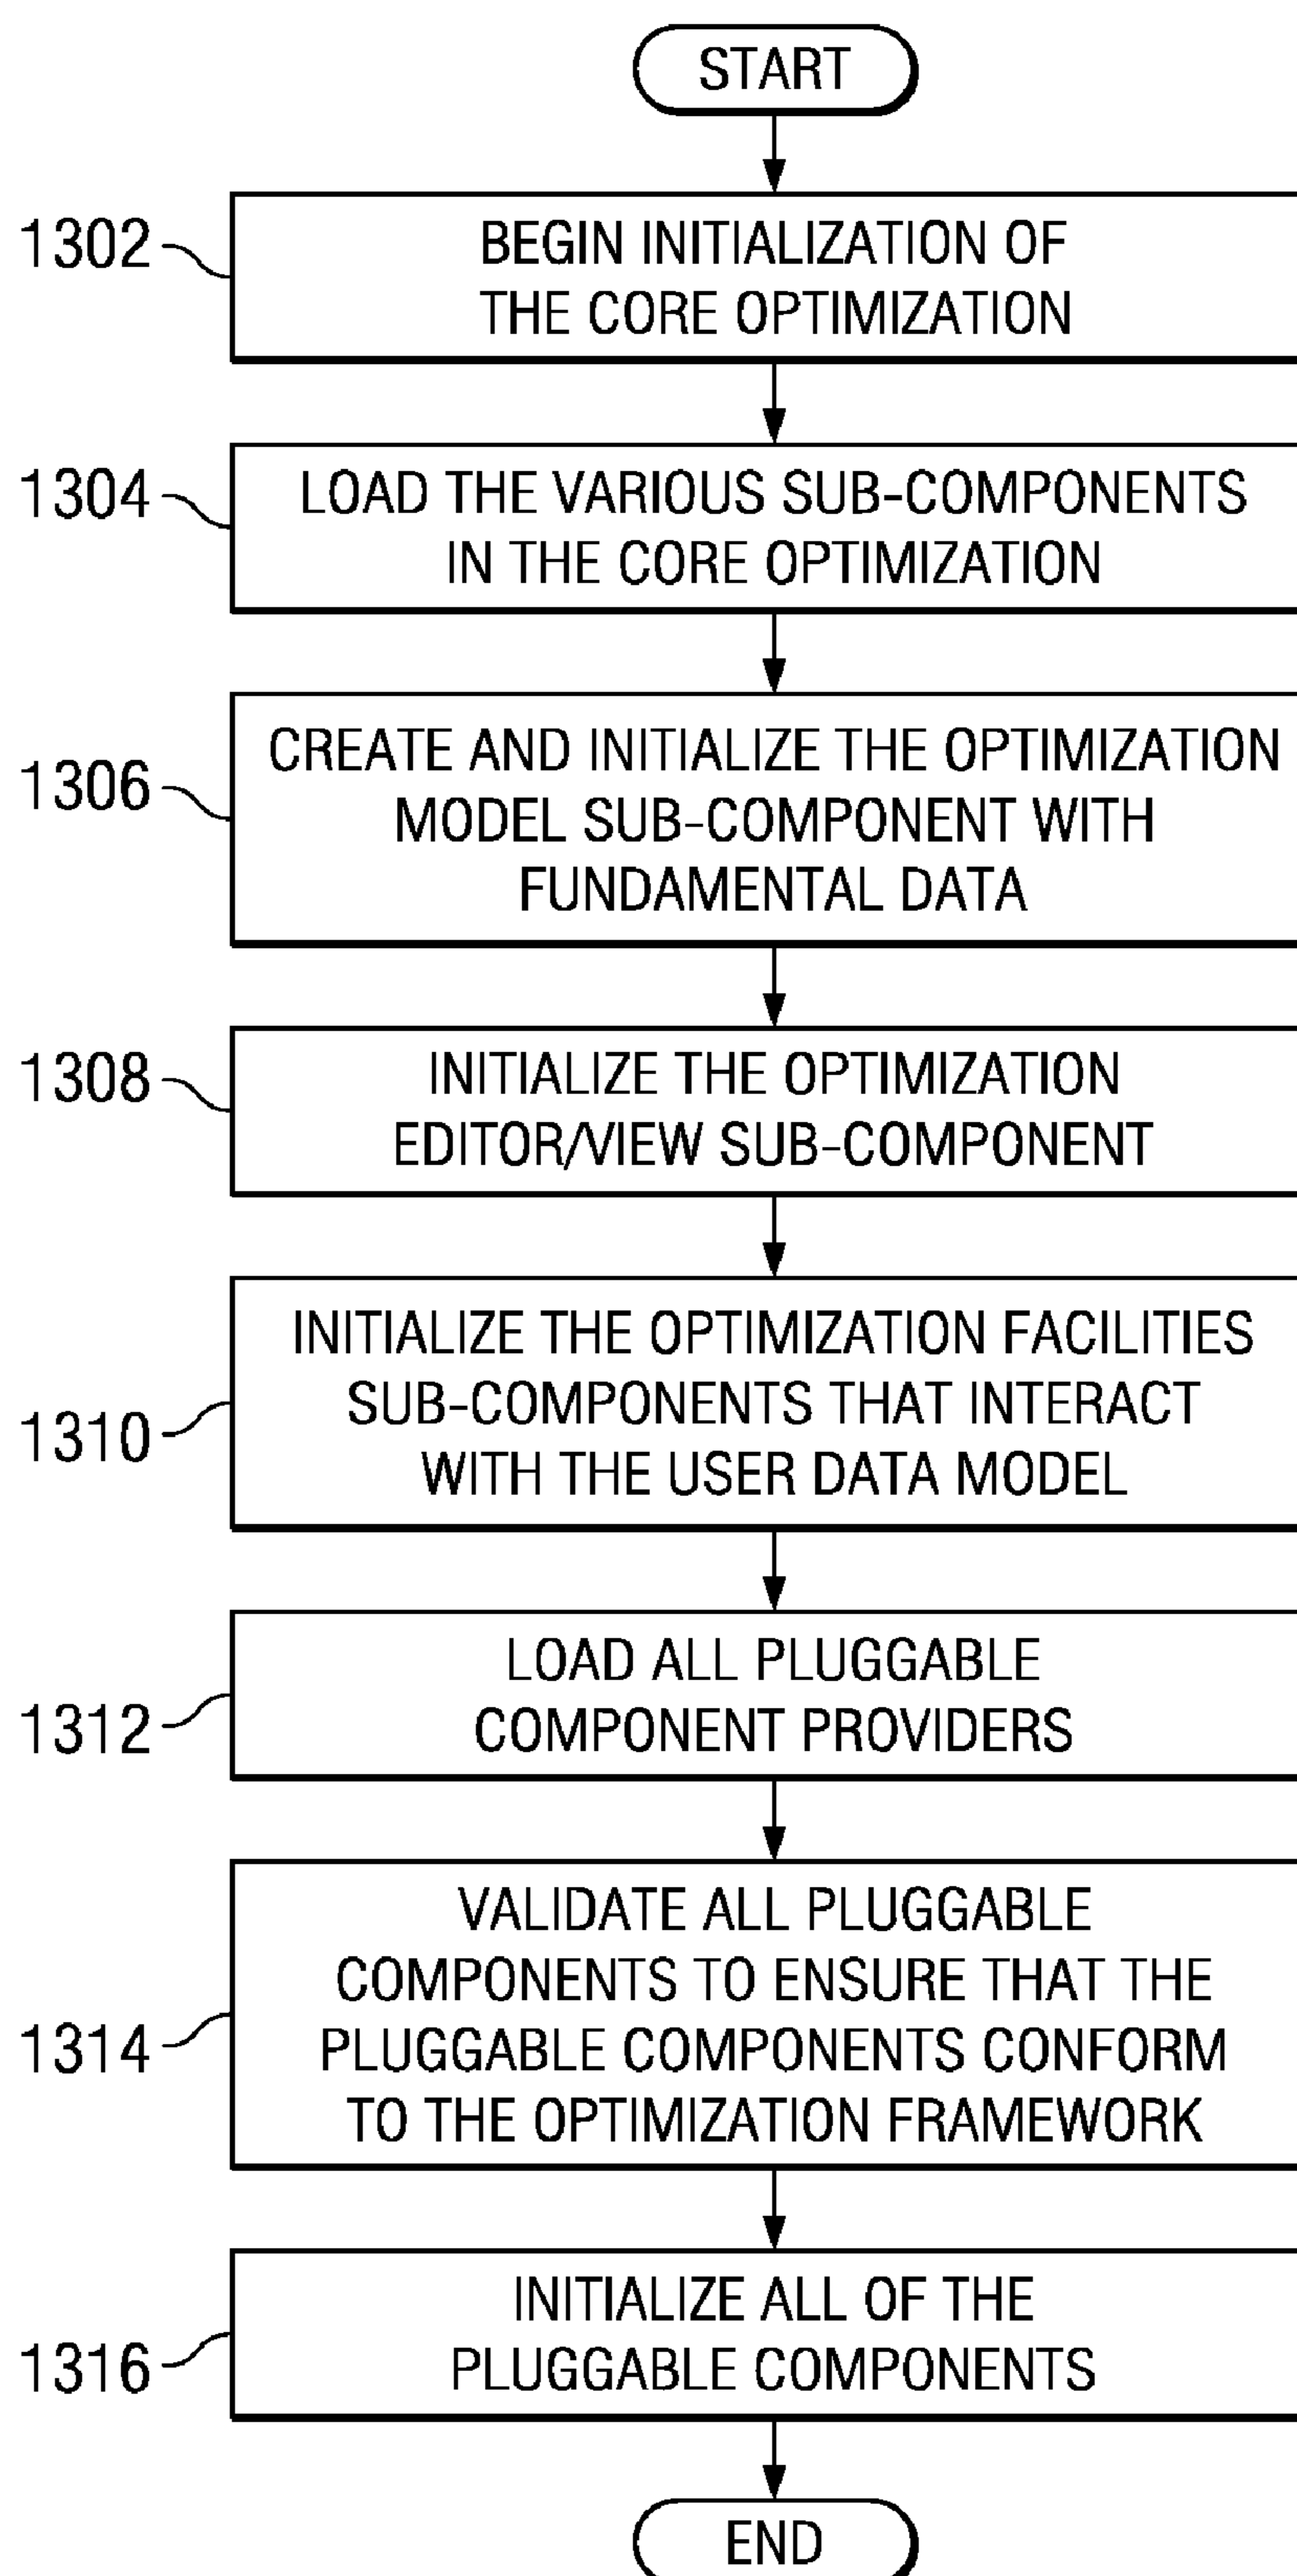 START
1302
BEGIN INITIALIZATION OF
THE CORE OPTIMIZATION
1304
LOAD THE VARIOUS SUB-COMPONENTS
IN THE CORE OPTIMIZATION
1306
CREATE AND INITIALIZE THE OPTIMIZATION
MODEL SUB-COMPONENT WITH
FUNDAMENTAL DATA
1308
INITIALIZE THE OPTIMIZATION
EDITOR/VIEW SUB-COMPONENT
1310
INITIALIZE THE OPTIMIZATION FACILITIES
SUB-COMPONENTS THAT INTERACT
WITH THE USER DATA MODEL
1312
LOAD ALL PLUGGABLE
COMPONENT PROVIDERS
1314
VALIDATE ALL PLUGGABLE
COMPONENTS TO ENSURE THAT THE
PLUGGABLE COMPONENTS CONFORM
TO THE OPTIMIZATION FRAMEWORK
1316
INITIALIZE ALL OF THE
PLUGGABLE COMPONENTS
END